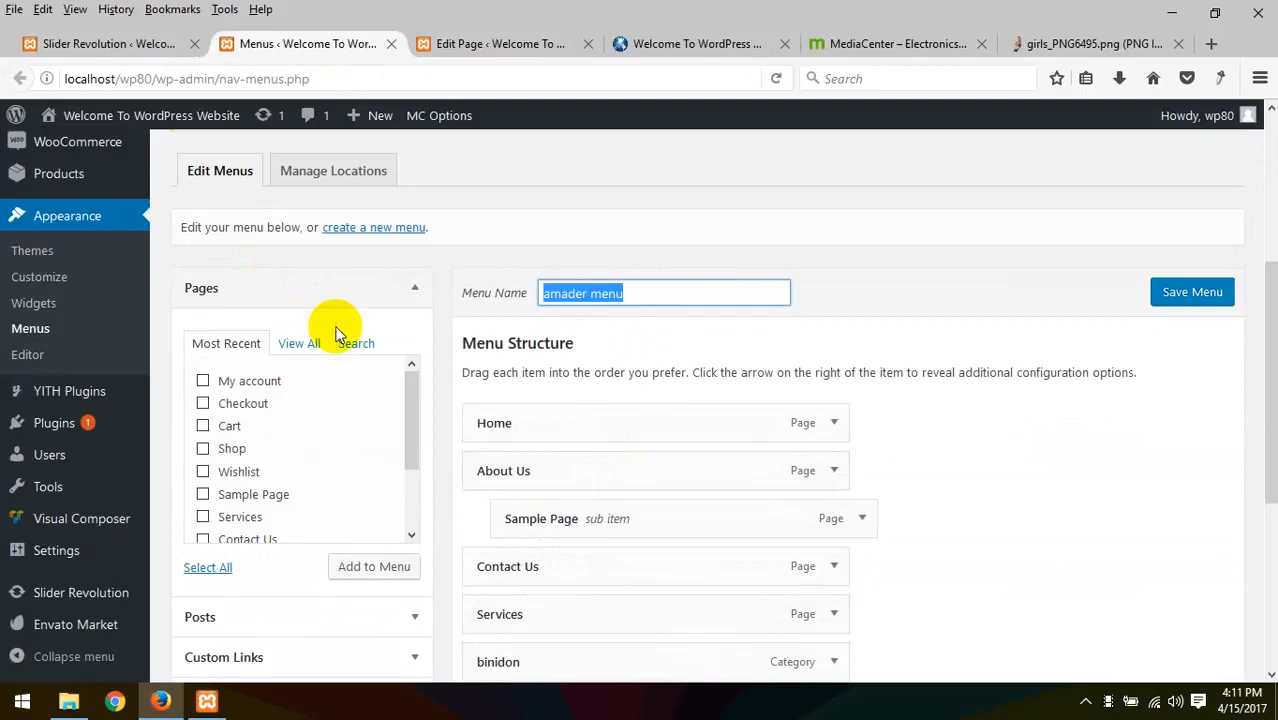 File Edit View History Bookmarks Tools Help
Slider Revolution ‹ Welco... Menus ‹ Welcome To Wor... Edit Page ‹ Welcome To ... Welcome To WordPress ... MediaCenter – Electronics... girls_PNG6495.png (PNG I...
localhost/wp80/wp-admin/nav-menus.php Search
Welcome To WordPress Website 1 1 New MC Options Howdy, wp80
WooCommerce
Products
Appearance
Themes
Customize
Widgets
Menus
Editor
YITH Plugins
Plugins 1
Users
Tools
Visual Composer
Settings
Slider Revolution
Envato Market
Collapse menu
Edit Menus Manage Locations
Edit your menu below, or create a new menu.
Pages
Most Recent View All Search
My account
Checkout
Cart
Shop
Wishlist
Sample Page
Services
Contact Us
Select All Add to Menu
Posts
Custom Links
Menu Name amader menu Save Menu
Menu Structure
Drag each item into the order you prefer. Click the arrow on the right of the item to reveal additional configuration options.
Home Page
About Us Page
Sample Page sub item Page
Contact Us Page
Services Page
binidon Category
4:11 PM
4/15/2017